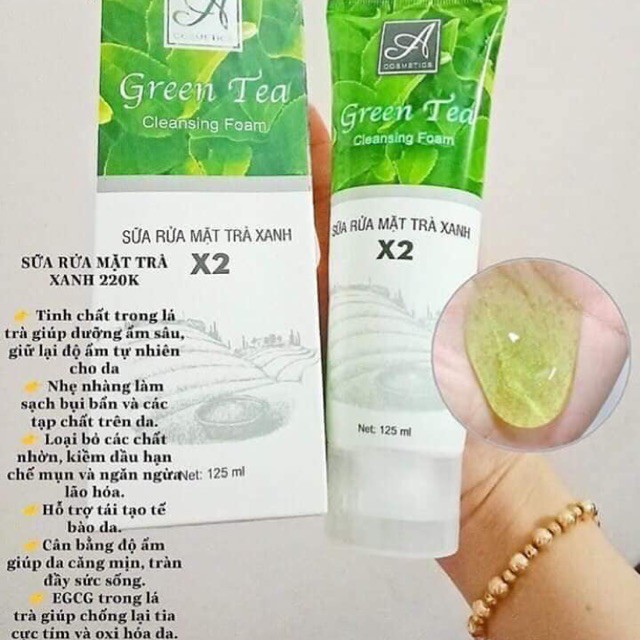 A
COSMETICS
Green Tea
Cleansing Foam
SỮA RỬA MẶT TRÀ XANH
X2
Net: 125 ml
A
COSMETICS
Green Tea
Cleansing Foam
SỮA RỬA MẶT TRÀ XANH
X2
Net: 125 ml
SỮA RỬA MẶT TRÀ
XANH 220K
👉 Tinh chất trong lá
trà giúp dưỡng ẩm sâu,
giữ lại độ ẩm tự nhiên
cho da
👉 Nhẹ nhàng làm
sạch bụi bẩn và các
tạp chất trên da.
👉 Loại bỏ các chất
nhờn, kiềm dầu hạn
chế mụn và ngăn ngừa
lão hóa.
👉 Hỗ trợ tái tạo tế
bào da.
👉 Cân bằng độ ẩm
giúp da căng mịn, tràn
đầy sức sống.
👉 EGCG trong lá
trà giúp chống lại tia
cực tím và oxi hóa da.